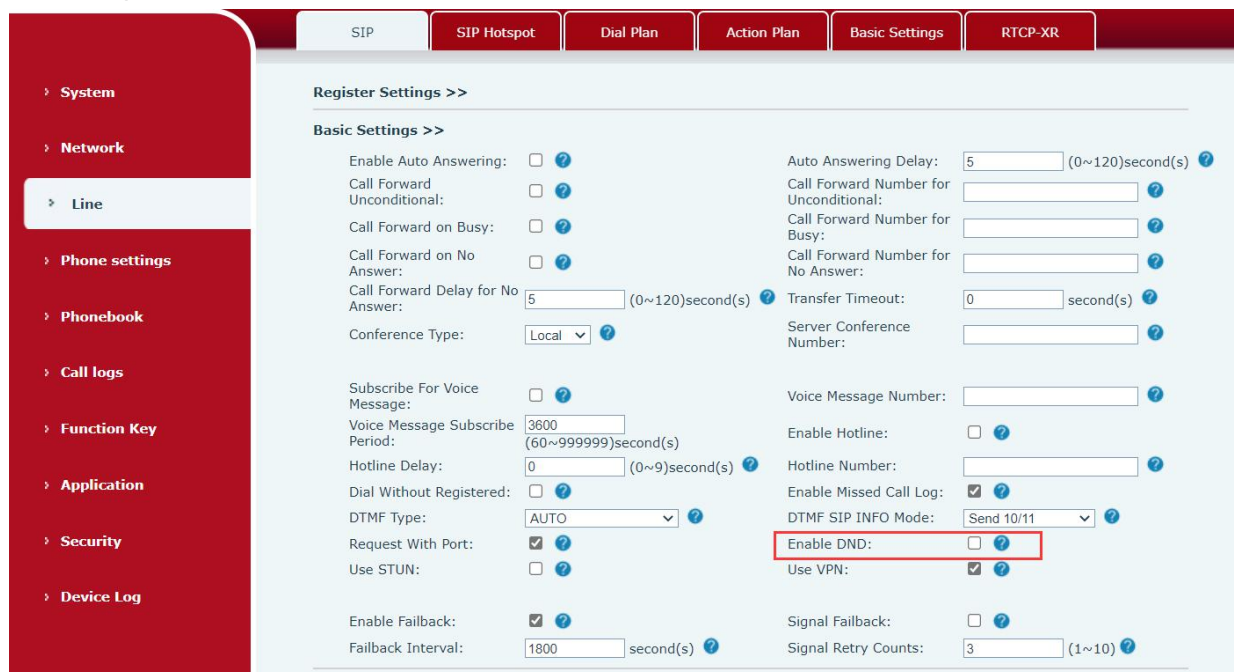 SIP SIP Hotspot Dial Plan Action Plan Basic Settings RTCP-XR
› System
› Network
› Line
› Phone settings
› Phonebook
› Call logs
› Function Key
› Application
› Security
› Device Log
Register Settings >>
Basic Settings >>
Enable Auto Answering: ? Auto Answering Delay: 5 (0~120)second(s) ?
Call Forward
Unconditional: ? Call Forward Number for
Unconditional: ?
Call Forward on Busy: ? Call Forward Number for
Busy: ?
Call Forward on No
Answer: ? Call Forward Number for
No Answer: ?
Call Forward Delay for No
Answer: 5 (0~120)second(s) ? Transfer Timeout: 0 second(s) ?
Conference Type: Local ? Server Conference
Number: ?
Subscribe For Voice
Message: ? Voice Message Number: ?
Voice Message Subscribe
Period: 3600
(60~999999)second(s) Enable Hotline: ?
Hotline Delay: 0 (0~9)second(s) ? Hotline Number: ?
Dial Without Registered: ? Enable Missed Call Log: ?
DTMF Type: AUTO ? DTMF SIP INFO Mode: Send 10/11 ?
Request With Port: ? Enable DND: ?
Use STUN: ? Use VPN: ?
Enable Failback: ? Signal Failback: ?
Failback Interval: 1800 second(s) ? Signal Retry Counts: 3 (1~10) ?